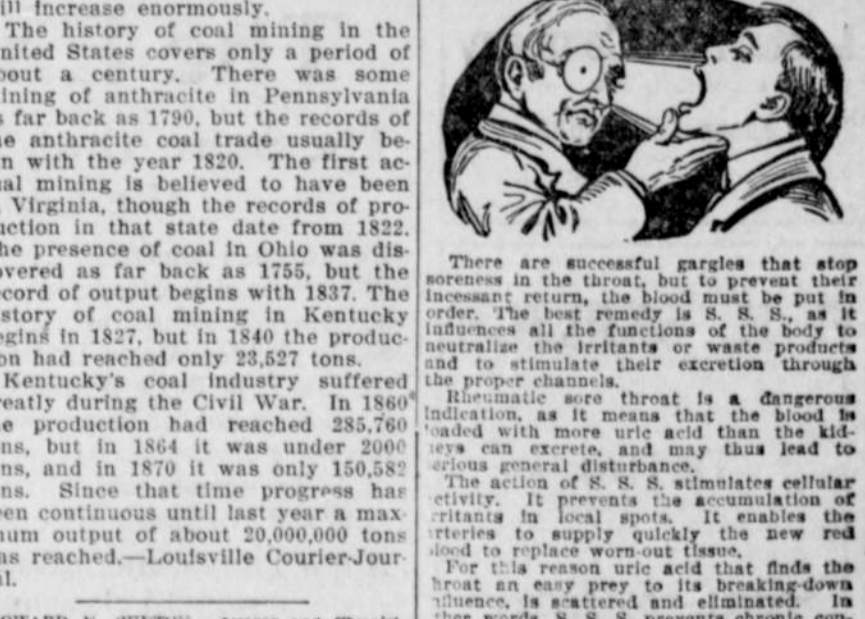 ill increase enormously.
The history of coal mining in the
nited States covers only a period of
bout a century. There was some
ining of anthracite in Pennsylvania
s far back as 1790, but the records of
he anthracite coal trade usually be-
in with the year 1820. The first ac-
ual mining is believed to have been
Virginia, though the records of pro-
uction in that state date from 1822.
he presence of coal in Ohio was dis-
overed as far back as 1755, but the
ecord of output begins with 1837. The
istory of coal mining in Kentucky
egins in 1827, but in 1840 the produc-
on had reached only 23,527 tons.
Kentucky's coal industry suffered
reatly during the Civil War. In 1860
e production had reached 285,760
ns, but in 1864 it was under 2000
ns, and in 1870 it was only 150,582
ns. Since that time progress has
een continuous until last year a max-
mum output of about 20,000,000 tons
as reached.—Louisville Courier-Jour-
al.
There are successful gargles that stop
soreness in the throat, but to prevent their
incessant return, the blood must be put in
order. The best remedy is S. S. S., as it
influences all the functions of the body to
neutralize the irritants or waste products
and to stimulate their excretion through
the proper channels.
Rheumatic sore throat is a dangerous
indication, as it means that the blood is
loaded with more uric acid than the kid-
neys can excrete, and may thus lead to
erious general disturbance.
The action of S. S. S. stimulates cellular
ctivity. It prevents the accumulation of
rritants in local spots. It enables the
rteries to supply quickly the new red
lood to replace worn-out tissue.
For this reason uric acid that finds the
hroat an easy prey to its breaking-down
nfluence, is scattered and eliminated. In
ther words S. S. S. prevents chronic con-